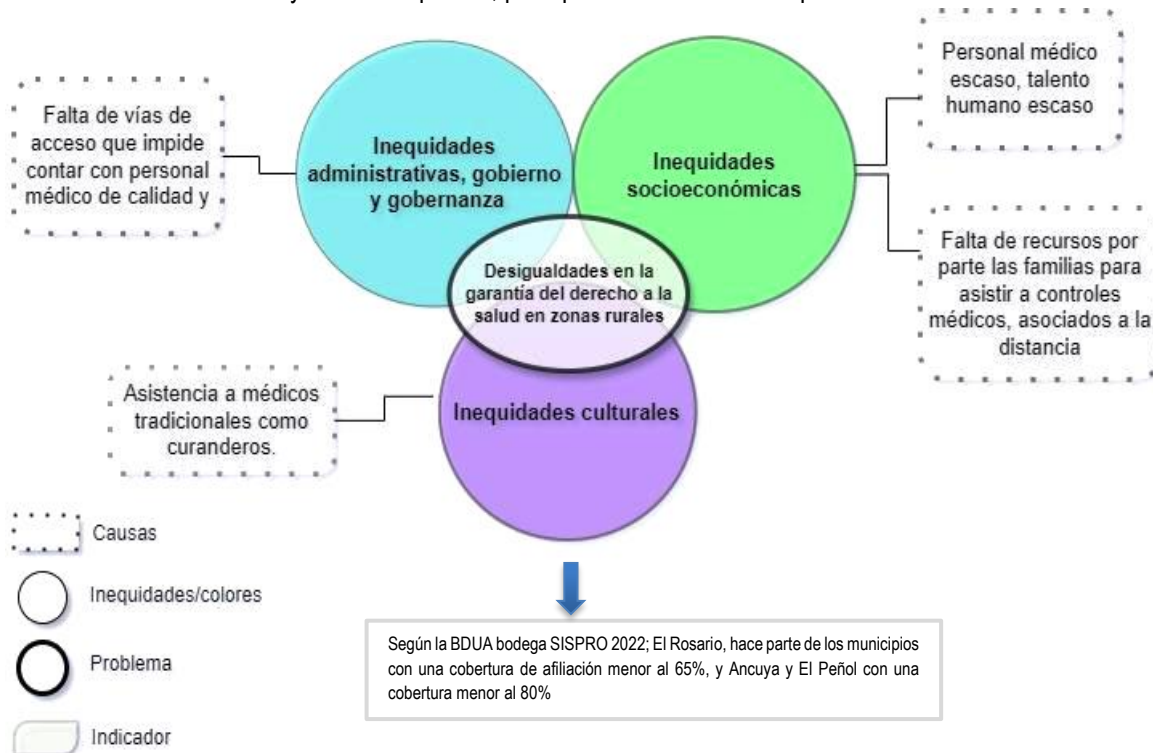 Personal médico
escaso, talento
humano escaso
Falta de vías de
acceso que impide
contar con personal
médico de calidad y
Inequidades
administrativas, gobierno
y gobernanza
Inequidades
socioeconómicas
Falta de recursos por
parte las familias para
asistir a controles
médicos, asociados a la
distancia
Desigualdades en la
garantía del derecho a la
salud en zonas rurales
Asistencia a médicos
tradicionales como
curanderos.
Inequidades culturales
Causas
Inequidades/colores
Problema
Indicador
Según la BDUA bodega SISPRO 2022; El Rosario, hace parte de los municipios
con una cobertura de afiliación menor al 65%, y Ancuya y El Peñol con una
cobertura menor al 80%